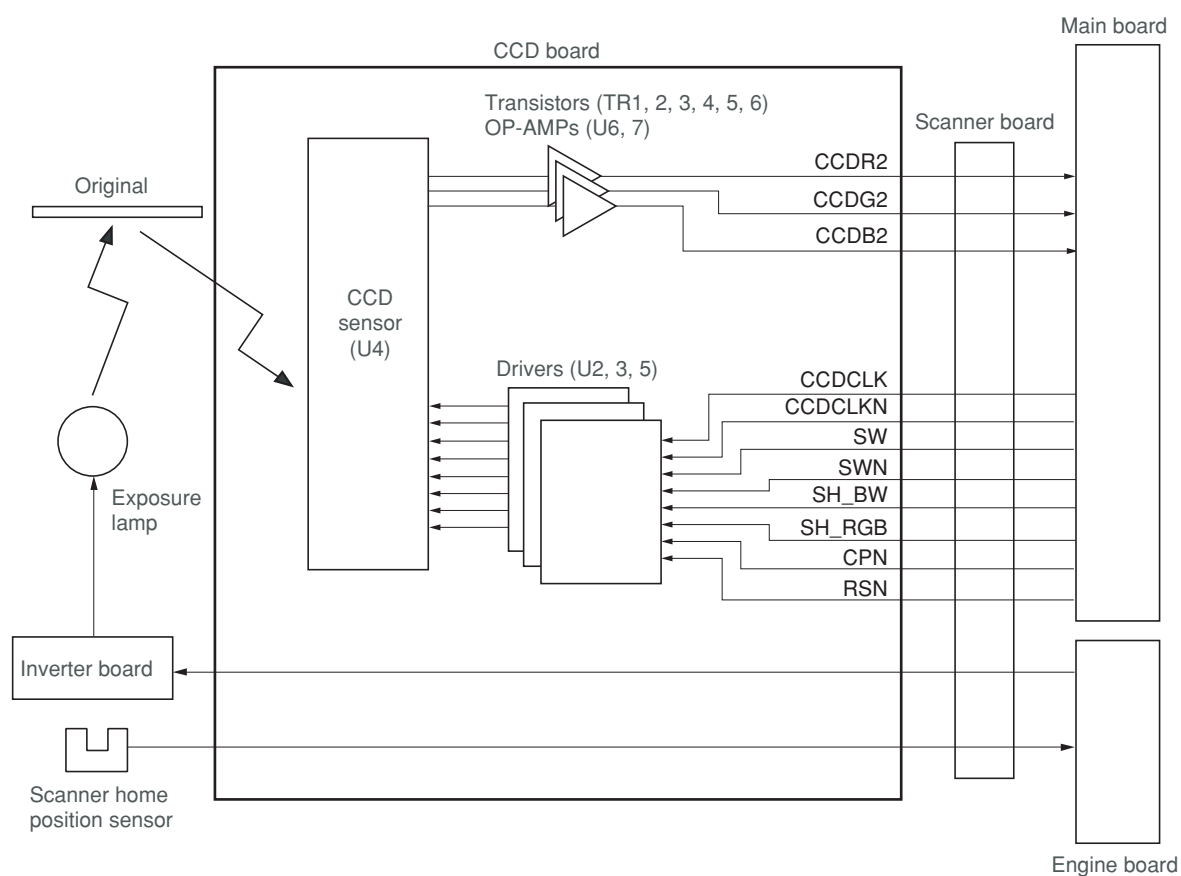 Main board
CCD board
Transistors (TR1, 2, 3, 4, 5, 6)
OP-AMPs (U6, 7)
Scanner board
CCDR2
Original
CCDG2
CCDB2
CCD
sensor
(U4)
Drivers (U2, 3, 5)
CCDCLK
CCDCLKN
SW
SWN
SH_BW
SH_RGB
CPN
RSN
Exposure
lamp
Inverter board
Scanner home
position sensor
Engine board